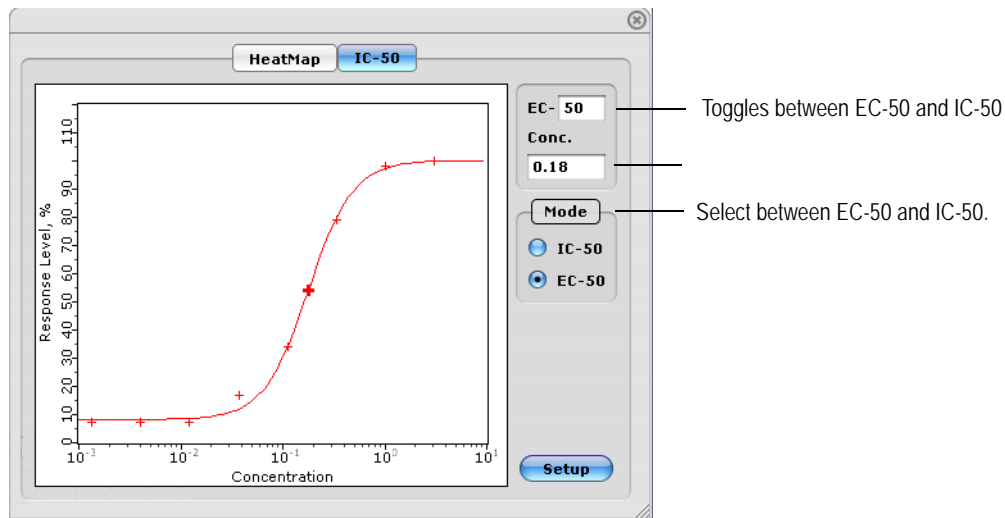 HeatMap
IC-50
EC- 50
Conc.
0.18
Mode
IC-50
EC-50
Setup
Toggles between EC-50 and IC-50
Select between EC-50 and IC-50.
Response Level, %
110
90
80
70
60
50
40
30
20
10
0
10⁻³
10⁻²
10⁻¹
10⁰
10¹
Concentration